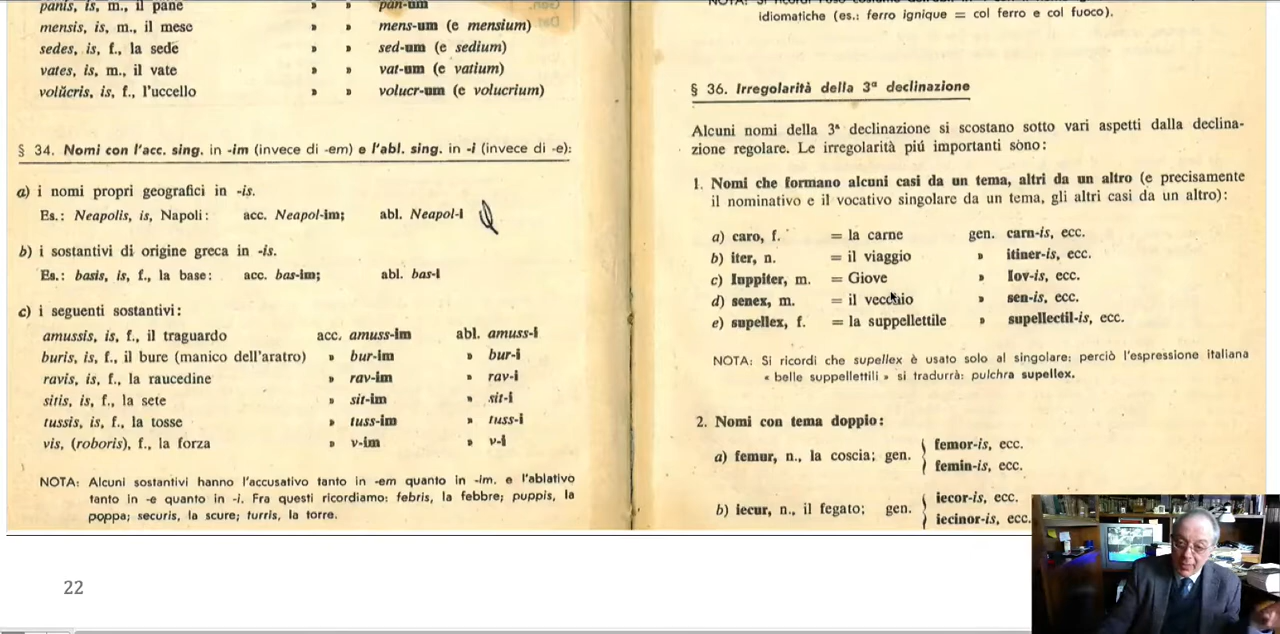 panis, is, m., il pane » » pan-um
mensis, is, m., il mese » » mens-um (e mensium)
sedes, is, f., la sede » » sed-um (e sedium)
vates, is, m., il vate » » vat-um (e vatium)
volŭcris, is, f., l'uccello » » volucr-um (e volucrium)
§ 34. Nomi con l'acc. sing. in -im (invece di -em) e l'abl. sing. in -i (invece di -e):
a) i nomi propri geografici in -is.
Es.: Neapolis, is, Napoli: acc. Neapol-im; abl. Neapol-i
b) i sostantivi di origine greca in -is.
Es.: basis, is, f., la base: acc. bas-im; abl. bas-i
c) i seguenti sostantivi:
amussis, is, f., il traguardo acc. amuss-im abl. amuss-i
buris, is, f., il bure (manico dell'aratro) » bur-im » bur-i
ravis, is, f., la raucedine » rav-im » rav-i
sitis, is, f., la sete » sit-im » sit-i
tussis, is, f., la tosse » tuss-im » tuss-i
vis, (roboris), f., la forza » v-im » v-i
NOTA: Alcuni sostantivi hanno l'accusativo tanto in -em quanto in -im, e l'ablativo
tanto in -e quanto in -i. Fra questi ricordiamo: febris, la febbre; puppis, la
poppa; securis, la scure; turris, la torre.
22
idiomatiche (es.: ferro ignique = col ferro e col fuoco).
§ 36. Irregolarità della 3ª declinazione
Alcuni nomi della 3ª declinazione si scostano sotto vari aspetti dalla declina-
zione regolare. Le irregolarità piú importanti sono:
1. Nomi che formano alcuni casi da un tema, altri da un altro (e precisamente
il nominativo e il vocativo singolare da un tema, gli altri casi da un altro):
a) caro, f. = la carne gen. carn-is, ecc.
b) iter, n. = il viaggio » itiner-is, ecc.
c) Iuppiter, m. = Giove » Iov-is, ecc.
d) senex, m. = il vecchio » sen-is, ecc.
e) supellex, f. = la suppellettile » supellectil-is, ecc.
NOTA: Si ricordi che supellex è usato solo al singolare; perciò l'espressione italiana
« belle suppellettili » si tradurrà: pulchra supellex.
2. Nomi con tema doppio:
a) femur, n., la coscia; gen. { femor-is, ecc.
femin-is, ecc.
b) iecur, n., il fegato; gen. { iecor-is, ecc.
iecinor-is, ecc.